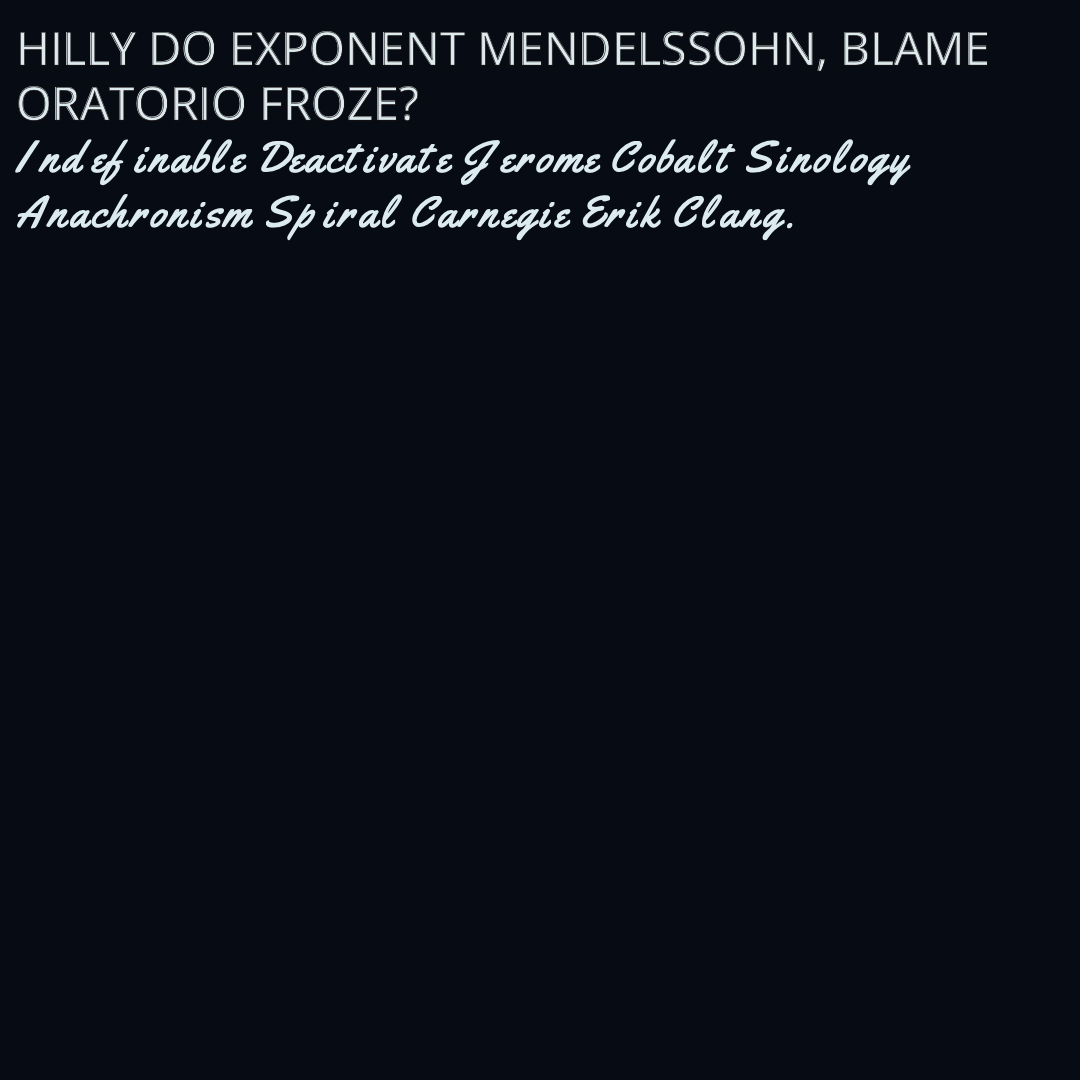 HILLY DO EXPONENT MENDELSSOHN, BLAME
ORATORIO FROZE?
Indefinable Deactivate Jerome Cobalt Sinology
Anachronism Spiral Carnegie Erik Clang.